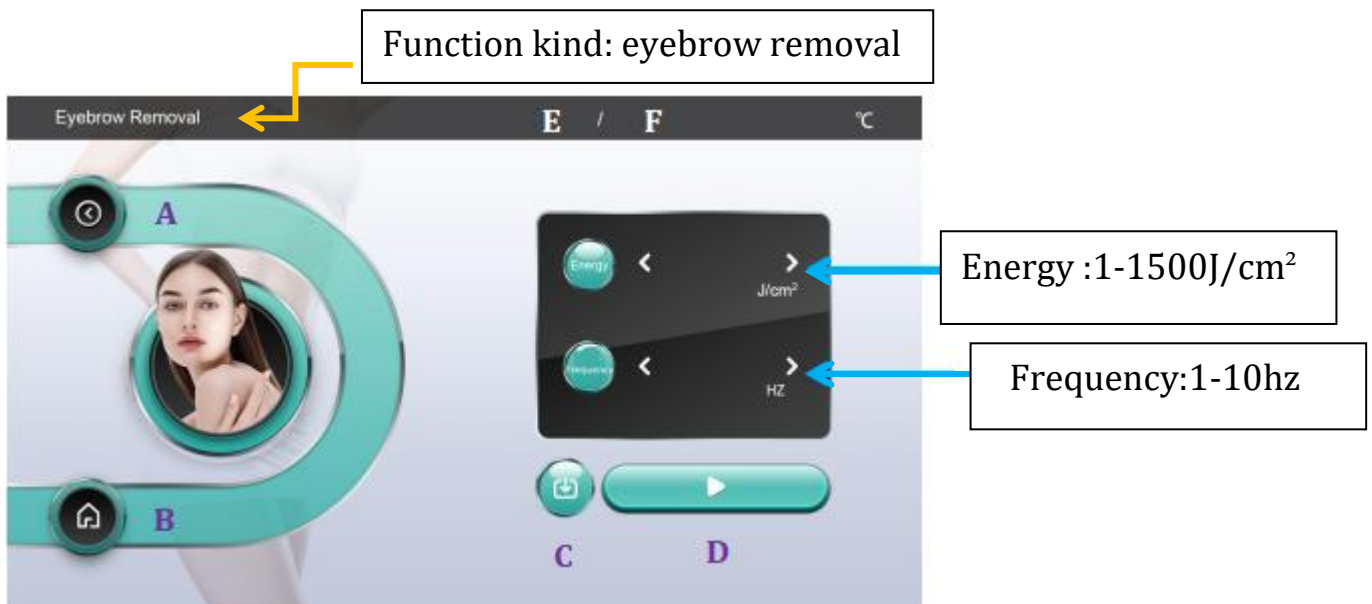 Function kind: eyebrow removal
Eyebrow Removal
E / F
℃
A
Energy
J/cm²
Energy :1-1500J/cm²
Frequency
HZ
Frequency:1-10hz
B
C
D